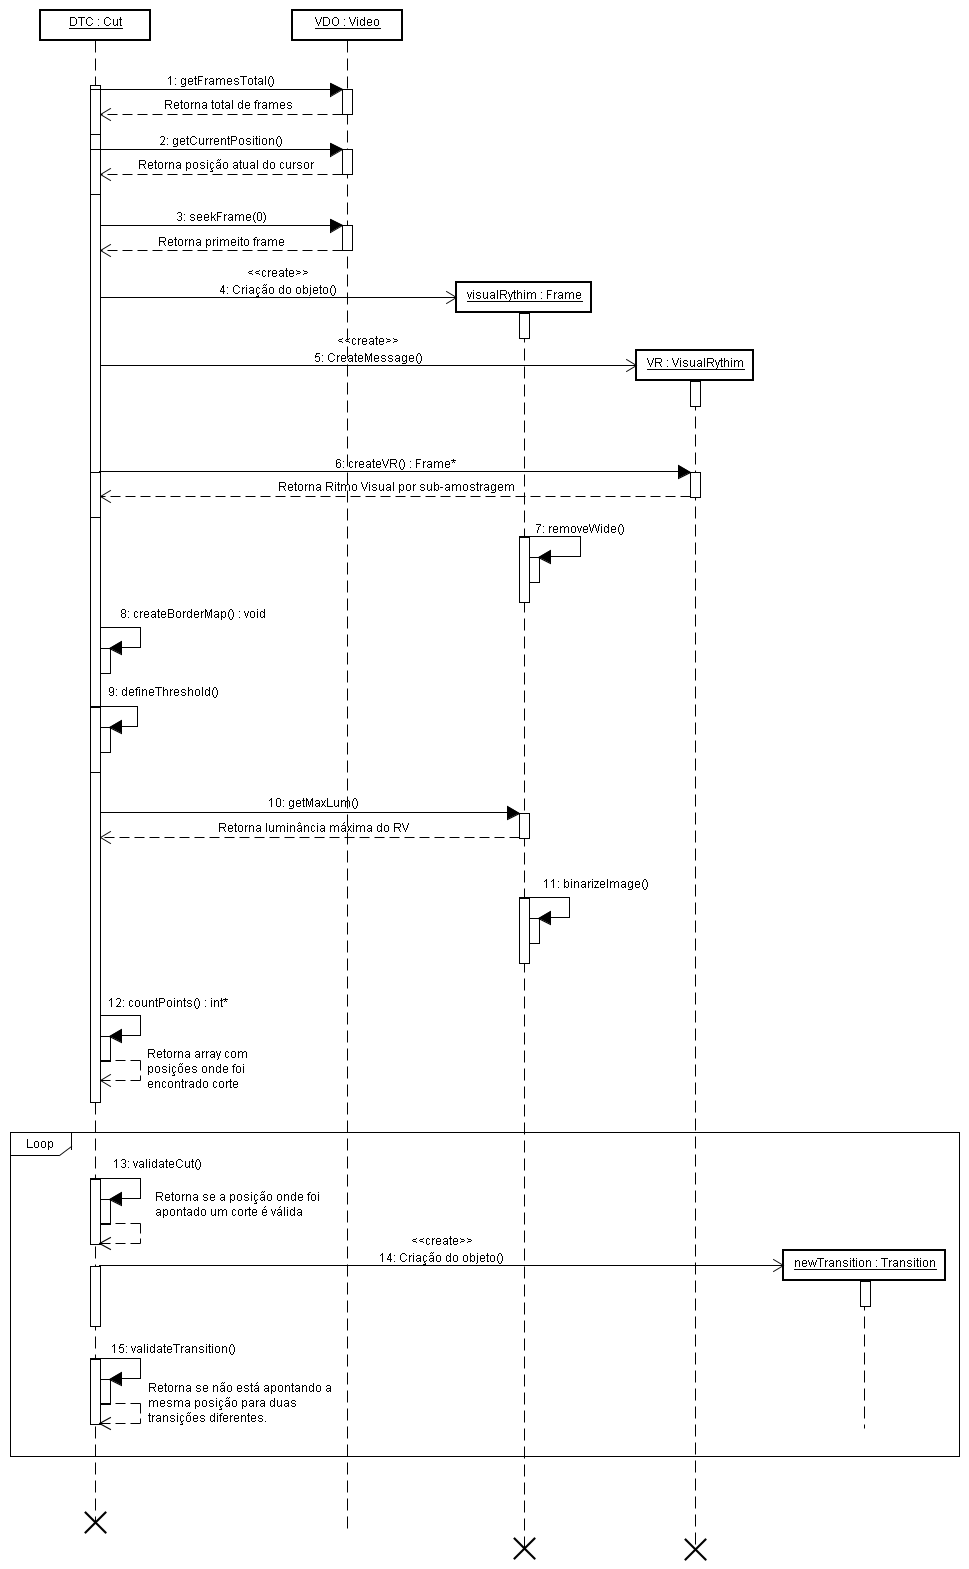 DTC : Cut
VDO : Video
1: getFramesTotal()
Retorna total de frames
2: getCurrentPosition()
Retorna posição atual do cursor
3: seekFrame(0)
Retorna primeito frame
<<create>>
4: Criação do objeto()
visualRythim : Frame
<<create>>
5: CreateMessage()
VR : VisualRythim
6: createVR() : Frame*
Retorna Ritmo Visual por sub-amostragem
7: removeWide()
8: createBorderMap() : void
9: defineThreshold()
10: getMaxLum()
Retorna luminância máxima do RV
11: binarizeImage()
12: countPoints() : int*
Retorna array com
posições onde foi
encontrado corte
Loop
13: validateCut()
Retorna se a posição onde foi
apontado um corte é válida
<<create>>
14: Criação do objeto()
newTransition : Transition
15: validateTransition()
Retorna se não está apontando a
mesma posição para duas
transições diferentes.